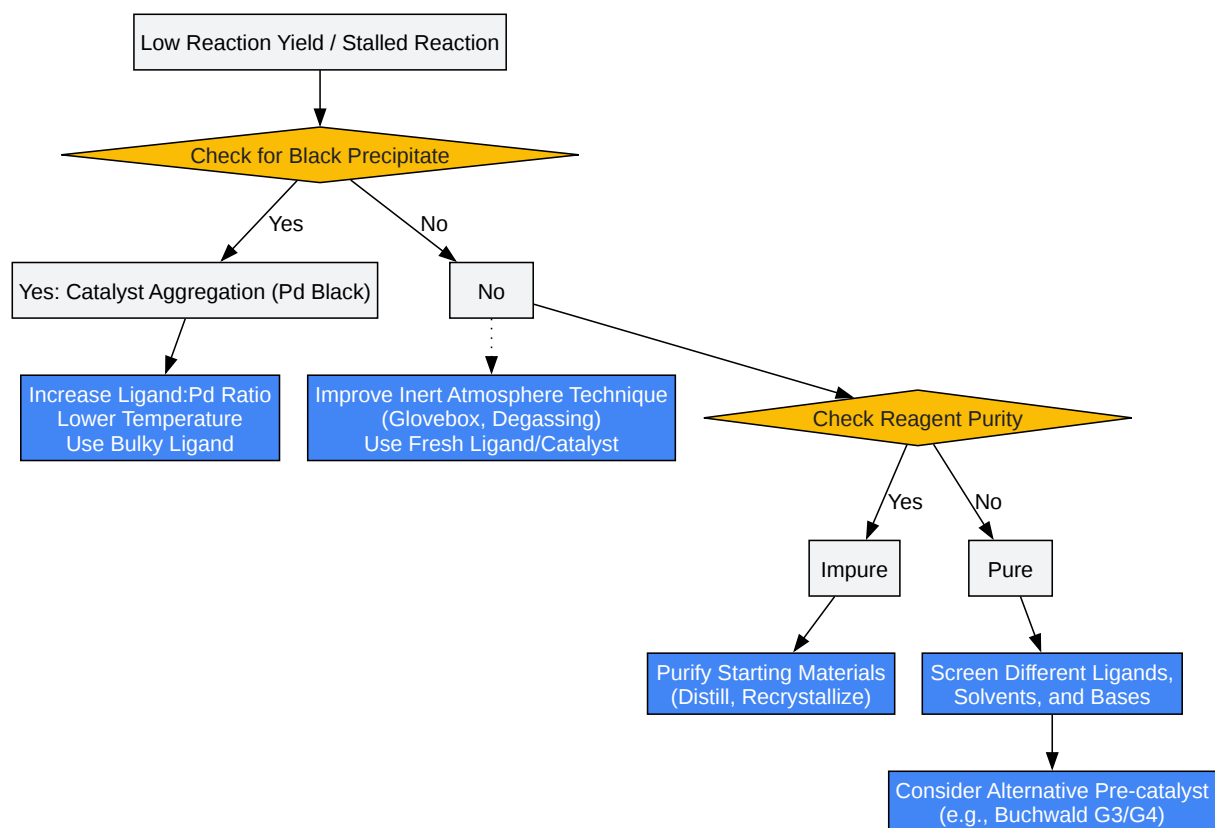 Low Reaction Yield / Stalled Reaction
Check for Black Precipitate
Yes
No
Yes: Catalyst Aggregation (Pd Black)
No
Increase Ligand:Pd Ratio
Lower Temperature
Use Bulky Ligand
Improve Inert Atmosphere Technique
(Glovebox, Degassing)
Use Fresh Ligand/Catalyst
Check Reagent Purity
Yes
No
Impure
Pure
Purify Starting Materials
(Distill, Recrystallize)
Screen Different Ligands,
Solvents, and Bases
Consider Alternative Pre-catalyst
(e.g., Buchwald G3/G4)